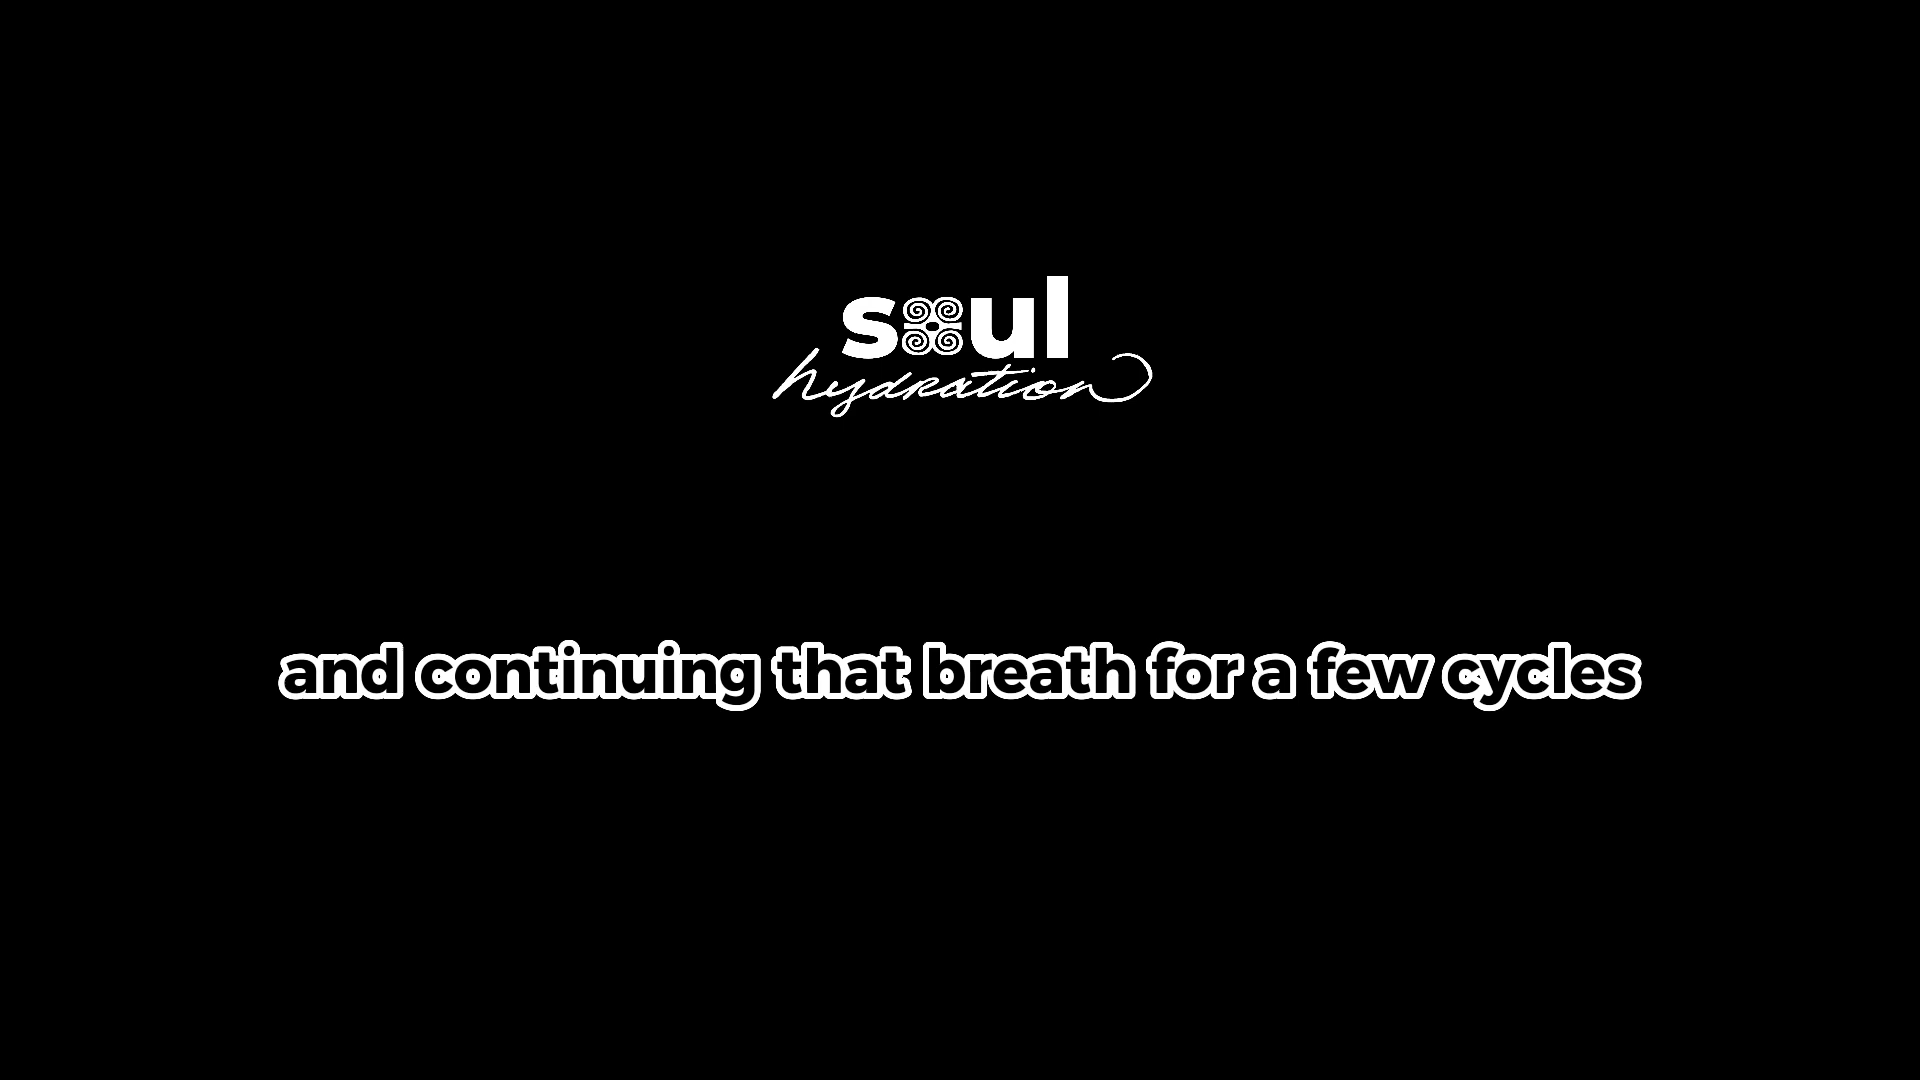 soul
hydration
and continuing that breath for a few cycles